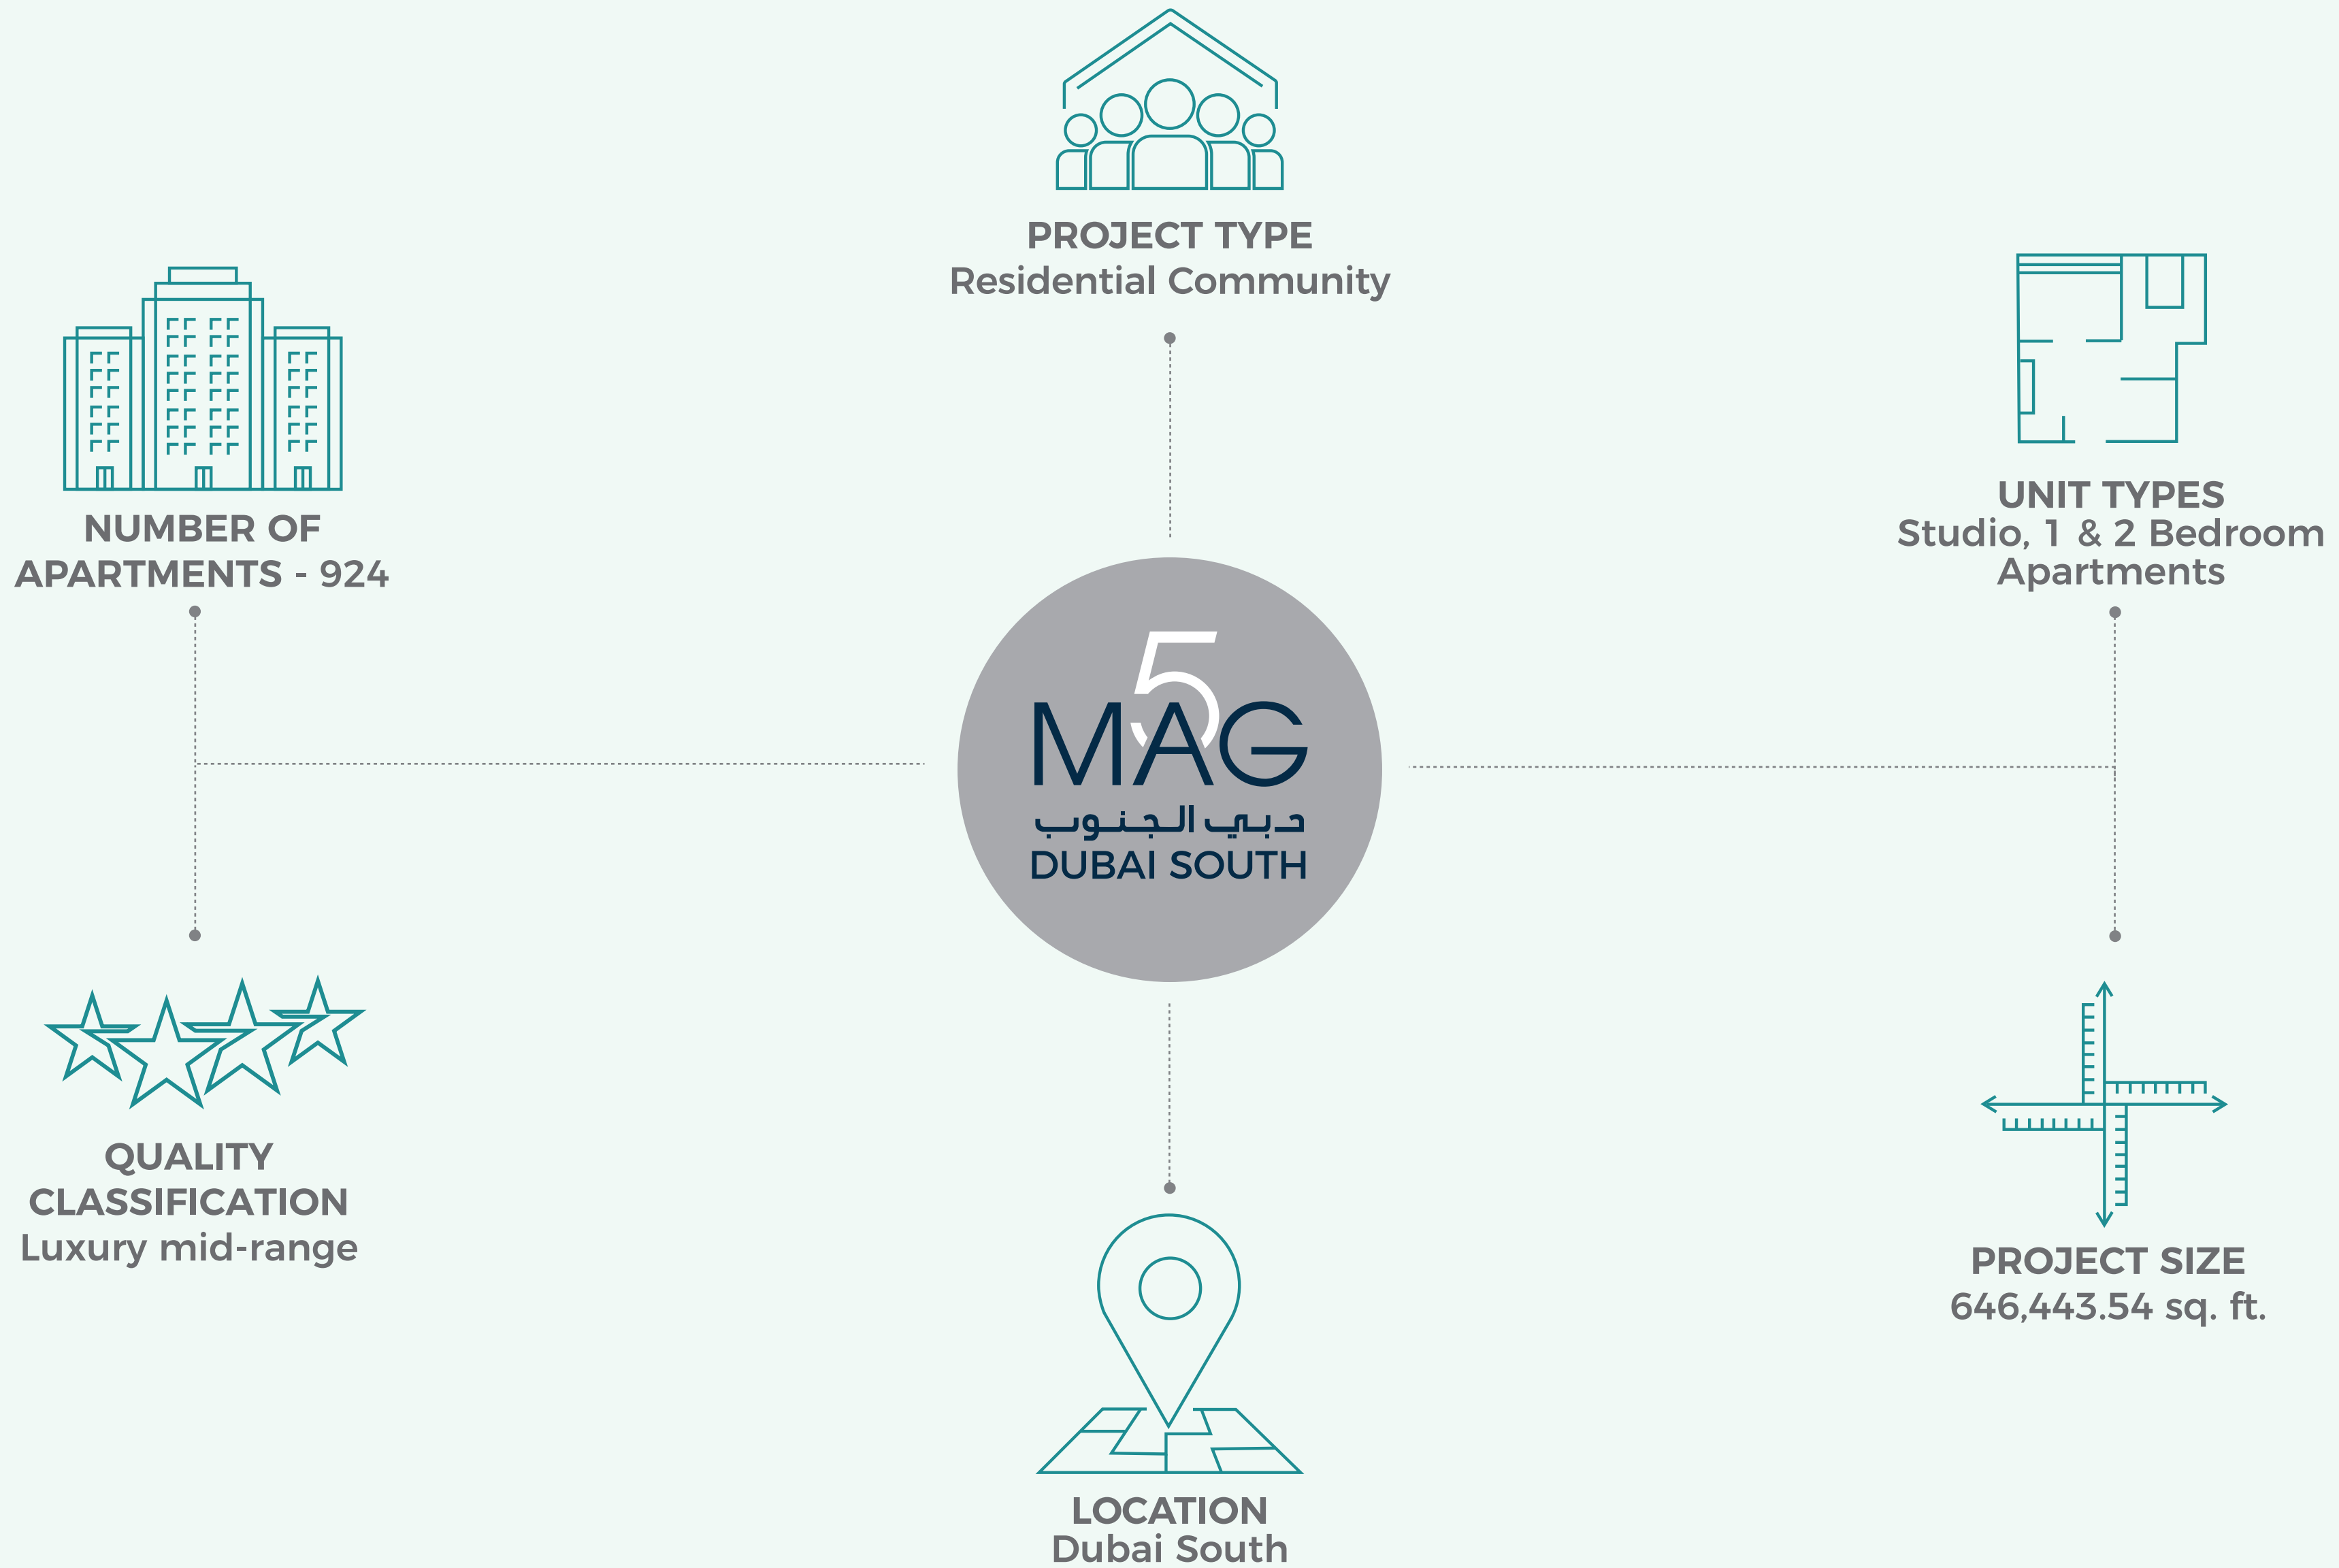 PROJECT TYPE
Residential Community
NUMBER OF
APARTMENTS - 924
UNIT TYPES
Studio, 1 & 2 Bedroom
Apartments
5
MAG
دبي الجنوب
DUBAI SOUTH
QUALITY
CLASSIFICATION
Luxury mid-range
PROJECT SIZE
646,443.54 sq. ft.
LOCATION
Dubai South